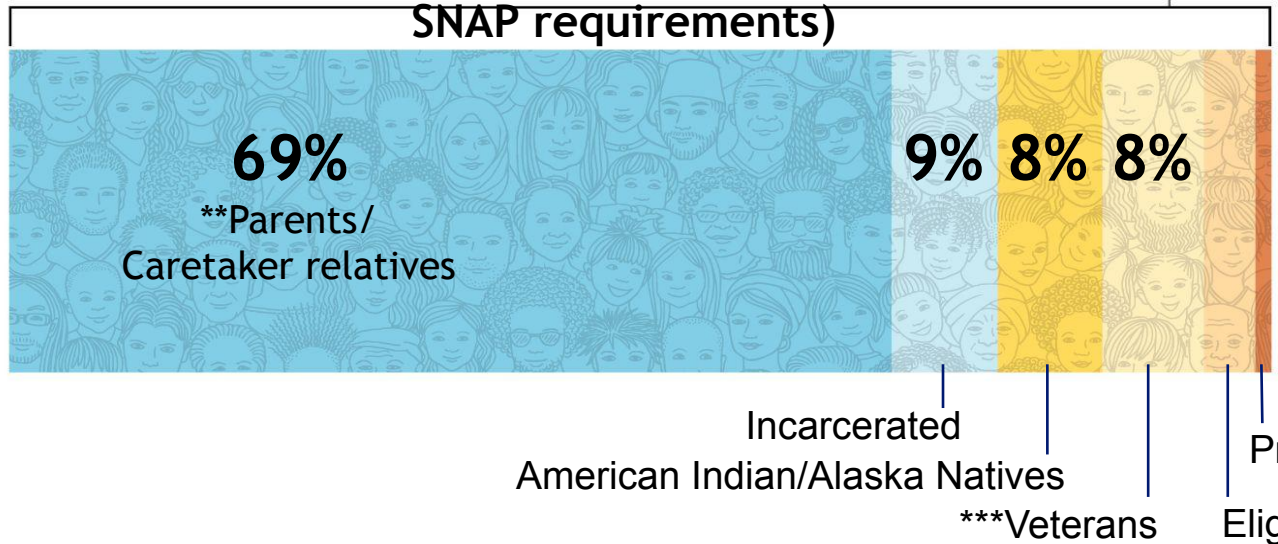 SNAP requirements)
69%
**Parents/
Caretaker relatives
9%
8%
8%
Incarcerated
American Indian/Alaska Natives
***Veterans